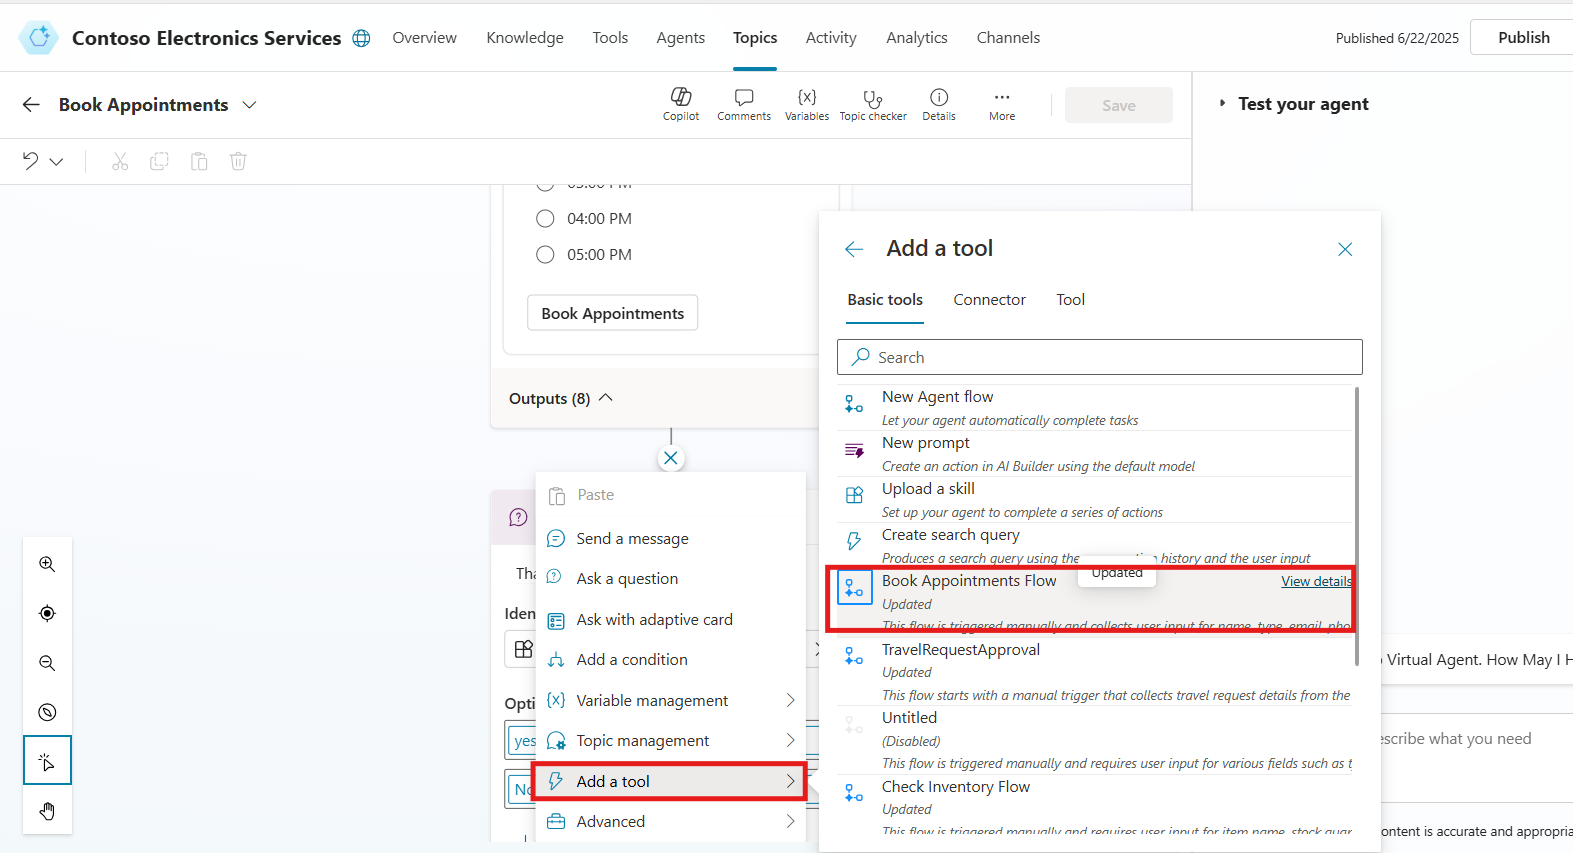 Contoso Electronics Services
Overview
Knowledge
Tools
Agents
Topics
Activity
Analytics
Channels
Published 6/22/2025
Publish
Book Appointments
Copilot
Comments
Variables
Topic checker
Details
More
Save
Test your agent
04:00 PM
05:00 PM
Book Appointments
Outputs (8)
Paste
Send a message
Ask a question
Ask with adaptive card
Add a condition
Variable management
Topic management
Add a tool
Advanced
Iden
Opti
yes
No
Add a tool
Basic tools
Connector
Tool
Search
New Agent flow
Let your agent automatically complete tasks
New prompt
Create an action in AI Builder using the default model
Upload a skill
Set up your agent to complete a series of actions
Create search query
Produces a search query using the history and the user input
Updated
Book Appointments Flow
View details
Updated
This flow is triggered manually and collects user input for name, type, email, pho
TravelRequestApproval
Updated
This flow starts with a manual trigger that collects travel request details from the
Untitled
(Disabled)
This flow is triggered manually and requires user input for various fields such as t
Check Inventory Flow
Updated
This flow is triggered manually and requires user input for item name, stock quan
Virtual Agent. How May I H
escribe what you need
ontent is accurate and appropria